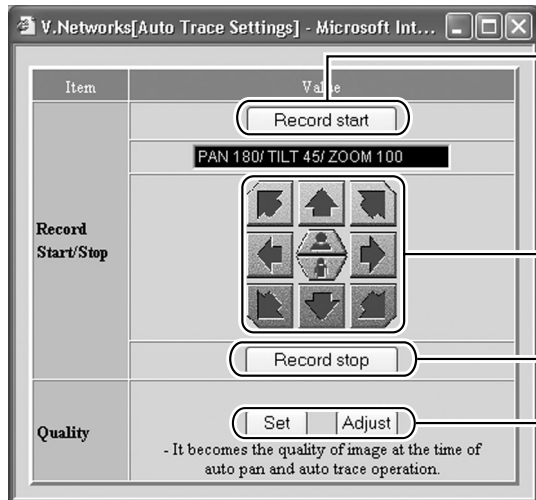 V.Networks[Auto Trace Settings] - Microsoft Int...
Item Value
Record start
PAN 180/ TILT 45/ ZOOM 100
Record
Start/Stop
Record stop
Quality
Set Adjust
- It becomes the quality of image at the time of
auto pan and auto trace operation.